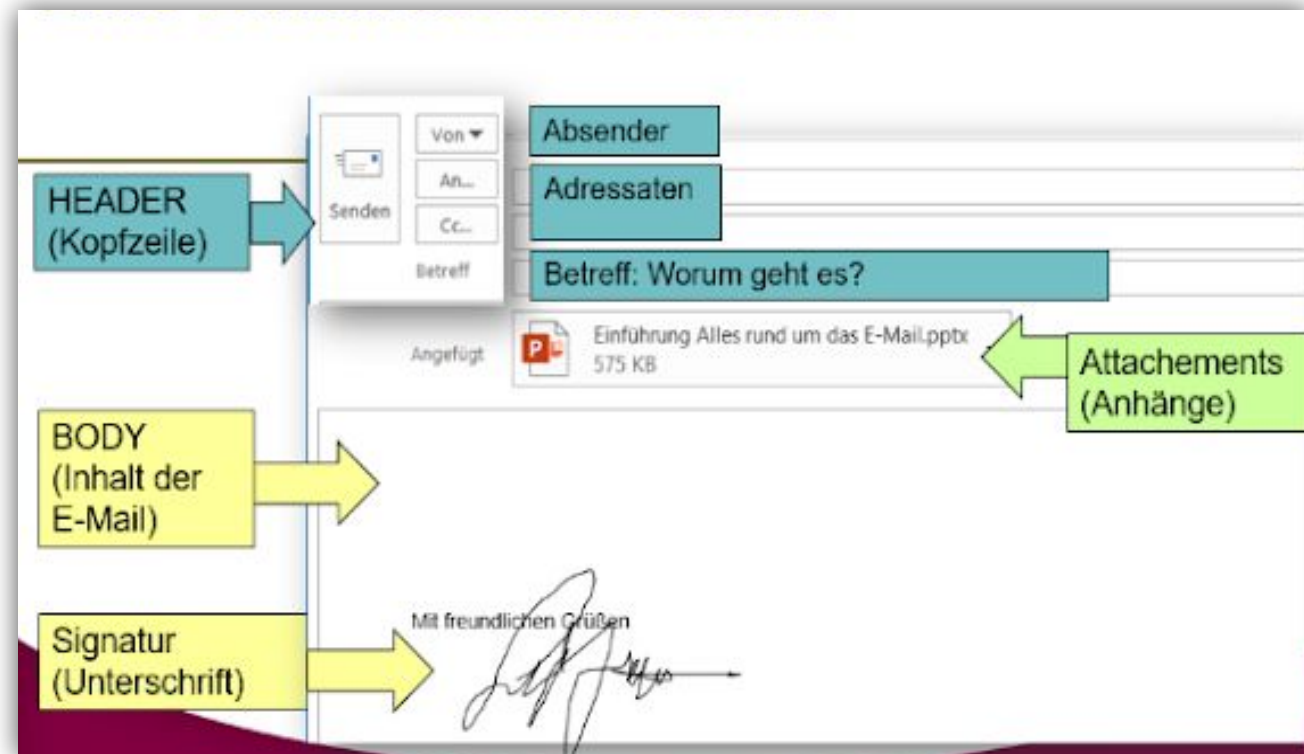 Von
Absender
An...
Adressaten
HEADER
(Kopfzeile)
Senden
Cc...
Betreff
Betreff: Worum geht es?
Angefügt
Einführung Alles rund um das E-Mail.pptx
575 KB
Attachements
(Anhänge)
BODY
(Inhalt der
E-Mail)
Mit freundlichen Grüßen
Signatur
(Unterschrift)